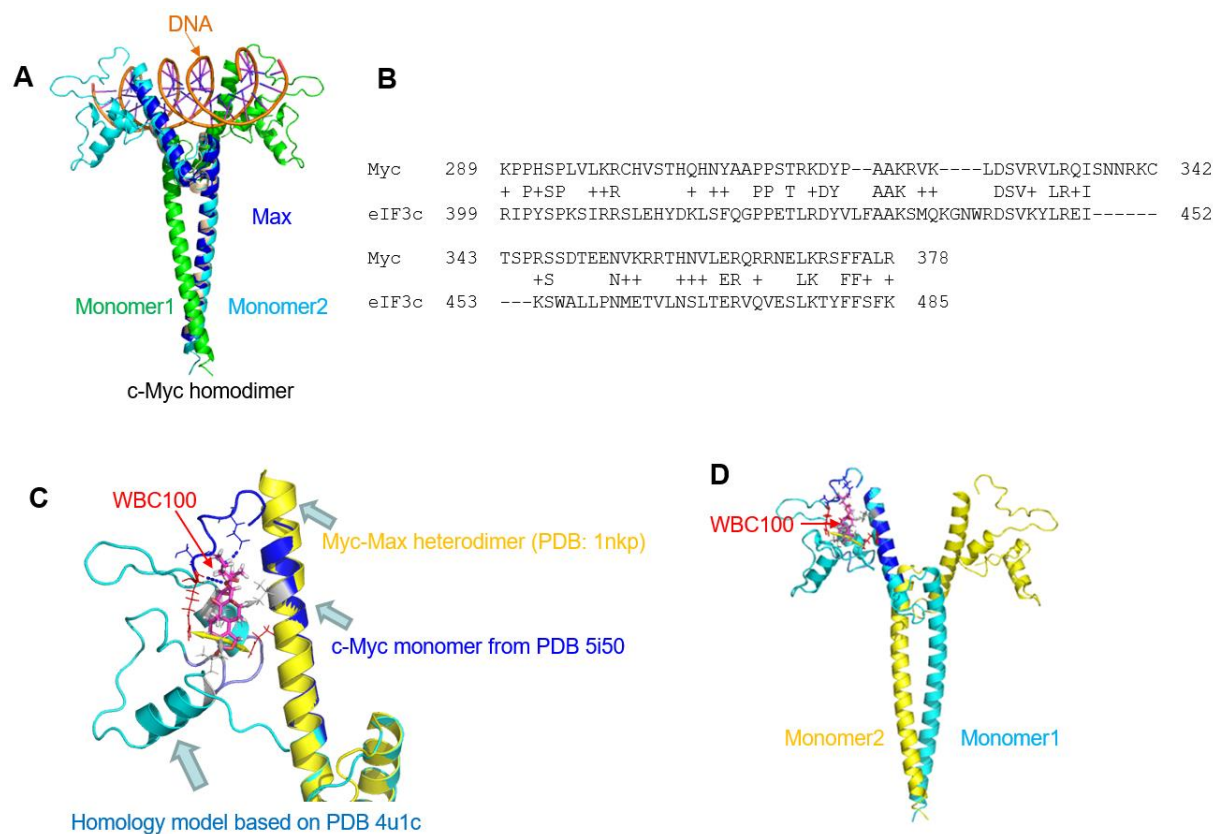 DNA
A
Max
Monomer1
Monomer2
c-Myc homodimer
B
Myc 289 KPPHSPLVLKRCHVSTHQHNYAAPPSTRKDYP--AAKRVK----LDSVRVLRQISNNRKC 342
+ P+SP ++R + ++ PP T +DY AAK ++ DSV+ LR+I
eIF3c 399 RIPYSPKSIRRSLEHYDKLSFQGPPETLRDYVLFAAKSMQKGNWRDSVKYLREI------ 452
Myc 343 TSPRSSDTEENVKRRTHNVLERQRRNELKRSFFALR 378
+S N++ +++ ER + LK FF+ +
eIF3c 453 ---KSWALLPNMETVLNSLTERVQVESLKTYFFSFK 485
C
WBC100
Myc-Max heterodimer (PDB: 1nkp)
c-Myc monomer from PDB 5i50
Homology model based on PDB 4u1c
D
WBC100
Monomer2
Monomer1